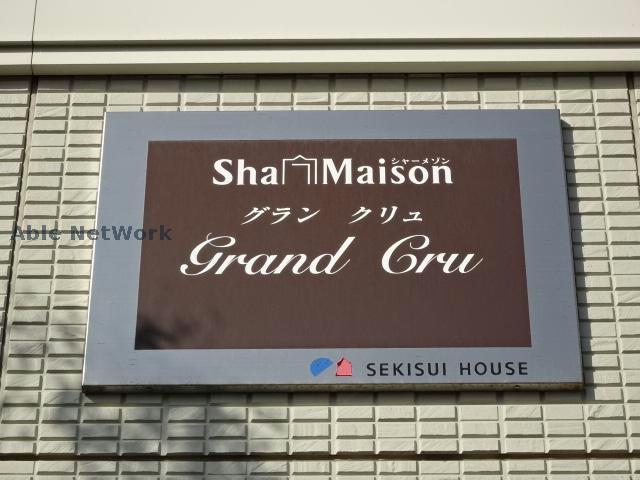 シャーメゾン
Sha Maison
グラン クリュ
Grand Cru
Able NetWork
SEKISUI HOUSE